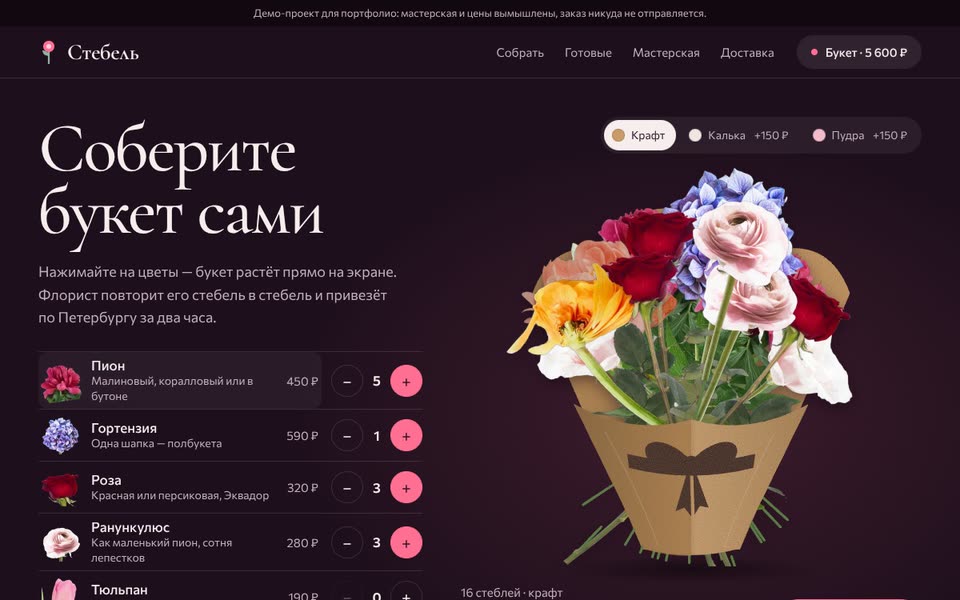 Демо-проект для портфолио: мастерская и цены вымышлены, заказ никуда не отправляется.
Стебель
Собрать
Готовые
Мастерская
Доставка
Букет · 5 600 ₽
Соберите
букет сами
Нажимайте на цветы — букет растёт прямо на экране.
Флорист повторит его стебель в стебель и привезёт
по Петербургу за два часа.
Крафт
Калька +150 ₽
Пудра +150 ₽
Пион
Малиновый, коралловый или в
бутоне
450 ₽
–
5
+
Гортензия
Одна шапка — полбукета
590 ₽
–
1
+
Роза
Красная или персиковая, Эквадор
320 ₽
–
3
+
Ранункулюс
Как маленький пион, сотня
лепестков
280 ₽
–
3
+
Тюльпан
190 ₽
–
0
+
16 стеблей · крафт